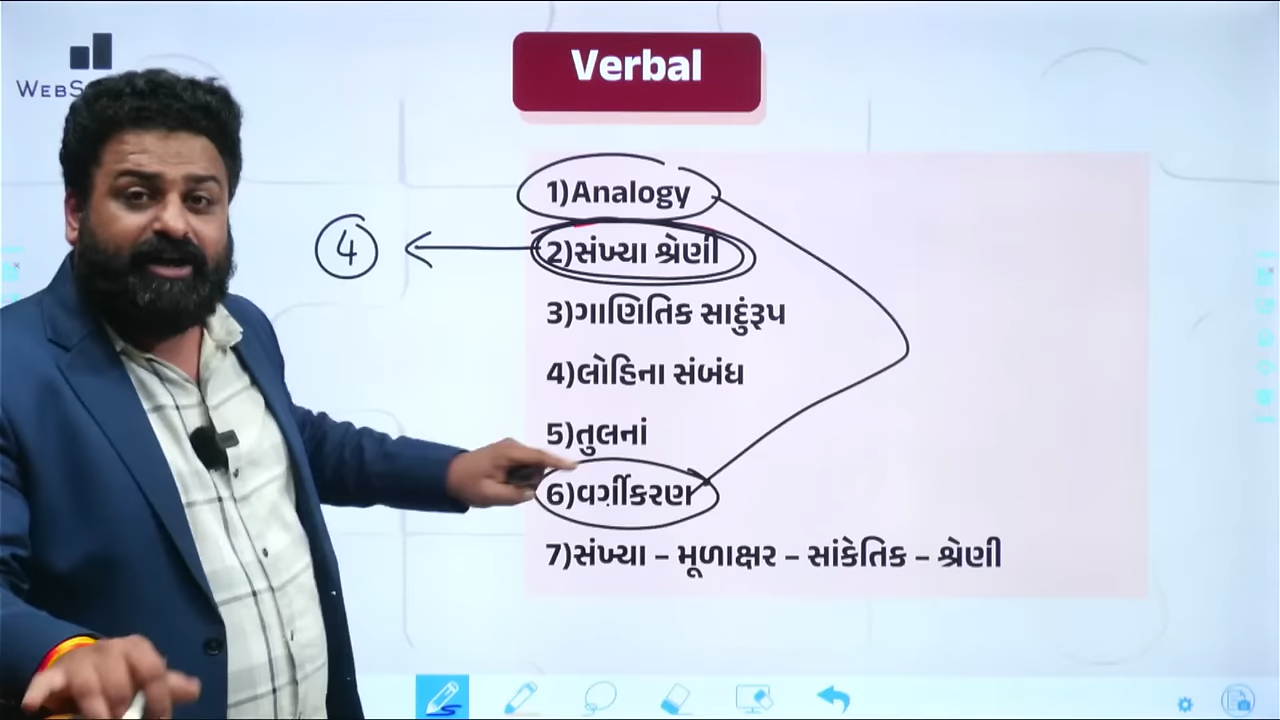 Verbal
1)Analogy
4
2)સંખ્યા શ્રેણી
3)ગાણિતિક સાદુંરૂપ
4)લોહિના સંબંધ
5)તુલનાં
6)વર્ગીકરણ
7)સંખ્યા – મૂળાક્ષર – સાંકેતિક – શ્રેણી